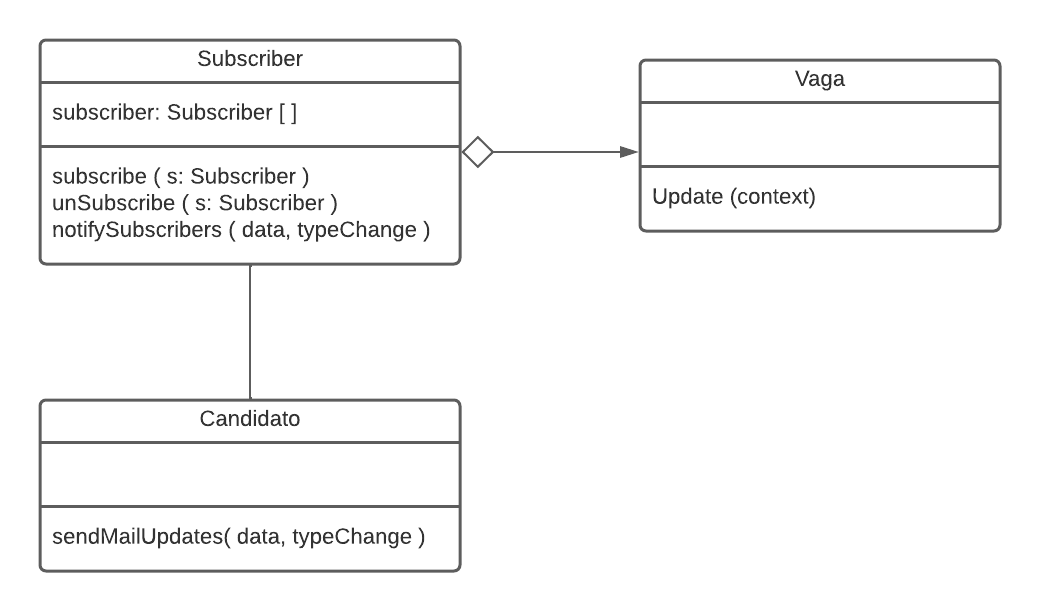 Subscriber
subscriber: Subscriber [ ]
subscribe ( s: Subscriber )
unSubscribe ( s: Subscriber )
notifySubscribers ( data, typeChange )
Vaga
Update (context)
Candidato
sendMailUpdates( data, typeChange )